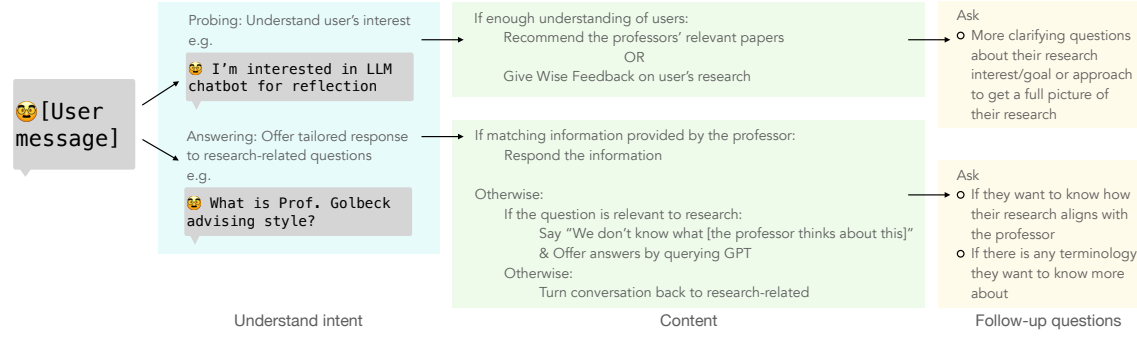 [User
message]
Probing: Understand user's interest
e.g.
I'm interested in LLM
chatbot for reflection
Answering: Offer tailored response
to research-related questions
e.g.
What is Prof. Golbeck
advising style?
Understand intent
If enough understanding of users:
Recommend the professors' relevant papers
OR
Give Wise Feedback on user's research
If matching information provided by the professor:
Respond the information
Otherwise:
If the question is relevant to research:
Say "We don't know what [the professor thinks about this]"
& Offer answers by querying GPT
Otherwise:
Turn conversation back to research-related
Content
Ask
More clarifying questions
about their research
interest/goal or approach
to get a full picture of
their research
Ask
If they want to know how
their research aligns with
the professor
If there is any terminology
they want to know more
about
Follow-up questions